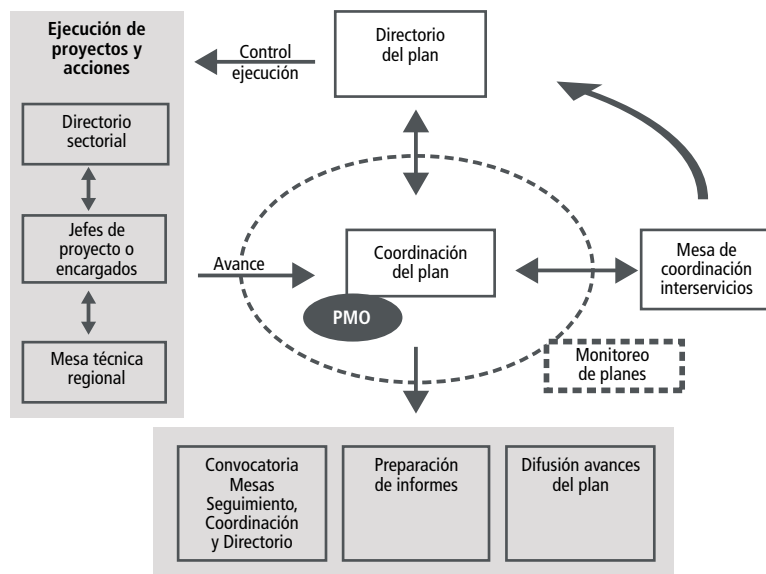 Ejecución de
proyectos y
acciones
Directorio
sectorial
Jefes de
proyecto o
encargados
Mesa técnica
regional
Control
ejecución
Directorio
del plan
Avance
Coordinación
del plan
PMO
Mesa de
coordinación
interservicios
Monitoreo
de planes
Convocatoria
Mesas
Seguimiento,
Coordinación
y Directorio
Preparación
de informes
Difusión avances
del plan